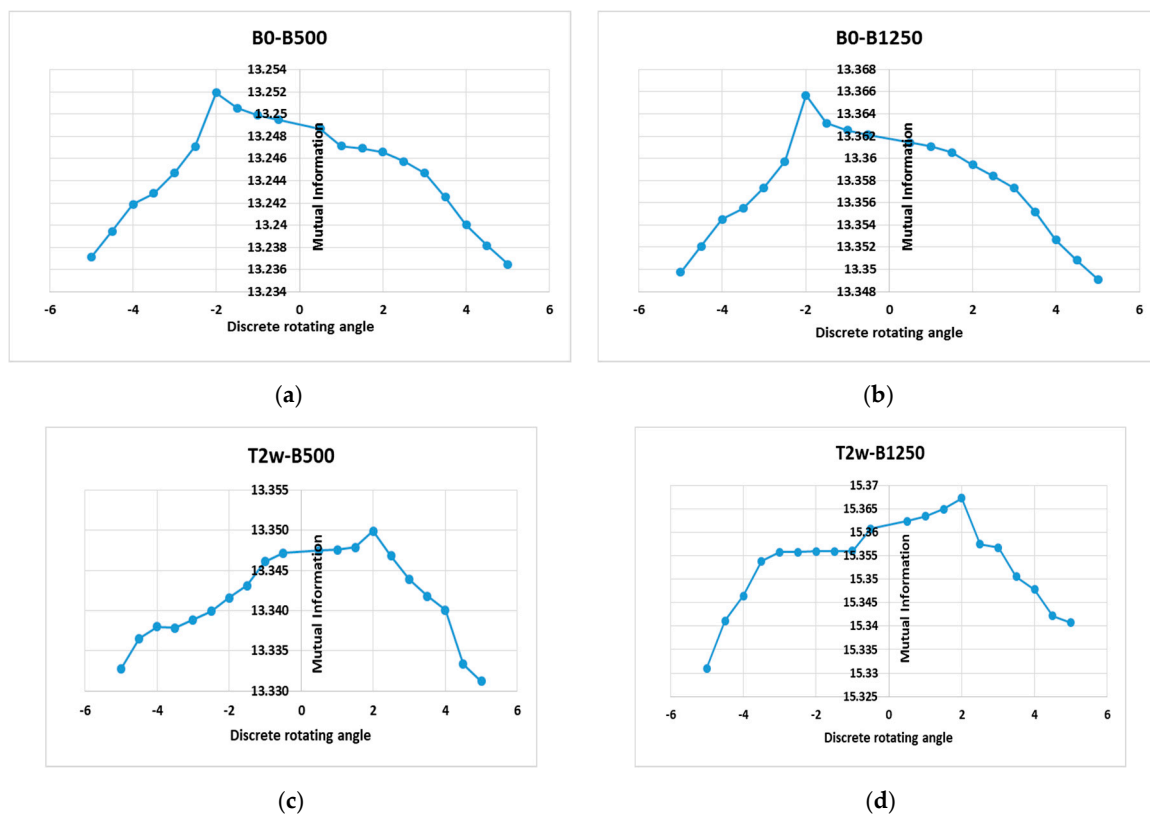 B0-B500
13.254
13.252
13.25
13.248
13.246
13.244
13.242
13.24
13.238
13.236
13.234
Mutual Information
-6 -4 -2 0 2 4 6
Discrete rotating angle
(a)
B0-B1250
13.368
13.366
13.364
13.362
13.36
13.358
13.356
13.354
13.352
13.35
13.348
Mutual Information
-6 -4 -2 0 2 4 6
Discrete rotating angle
(b)
T2w-B500
13.355
13.350
13.345
13.340
13.335
13.330
Mutual Information
-6 -4 -2 0 2 4 6
Discrete rotating angle
(c)
T2w-B1250
15.37
15.365
15.36
15.355
15.35
15.345
15.34
15.335
15.33
15.325
Mutual Information
-6 -4 -2 0 2 4 6
Discrete rotating angle
(d)